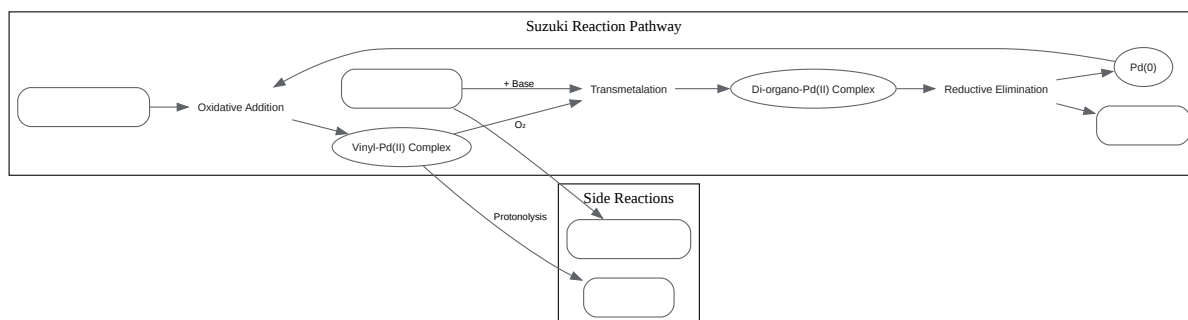 Suzuki Reaction Pathway
Pd(0)
+ Base
Transmetalation
Di-organo-Pd(II) Complex
Reductive Elimination
Oxidative Addition
O₂
Vinyl-Pd(II) Complex
Side Reactions
Protonolysis